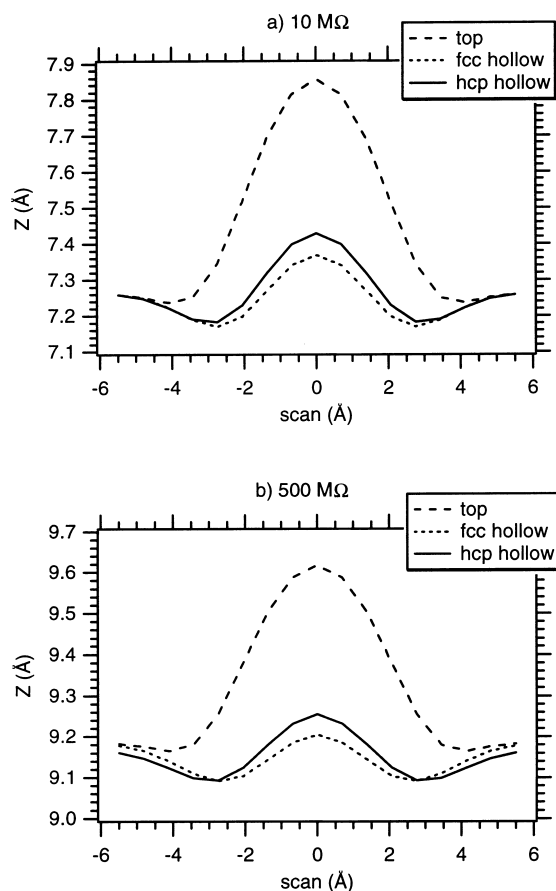 a) 10 MΩ
top
fcc hollow
hcp hollow
7.9
7.8
7.7
7.6
7.5
7.4
7.3
7.2
7.1
Z (Å)
-6 -4 -2 0 2 4 6
scan (Å)
b) 500 MΩ
top
fcc hollow
hcp hollow
9.7
9.6
9.5
9.4
9.3
9.2
9.1
9.0
Z (Å)
-6 -4 -2 0 2 4 6
scan (Å)